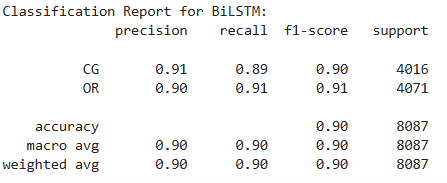 Classification Report for BiLSTM:
precision recall f1-score support
CG 0.91 0.89 0.90 4016
OR 0.90 0.91 0.91 4071
accuracy 0.90 8087
macro avg 0.90 0.90 0.90 8087
weighted avg 0.90 0.90 0.90 8087